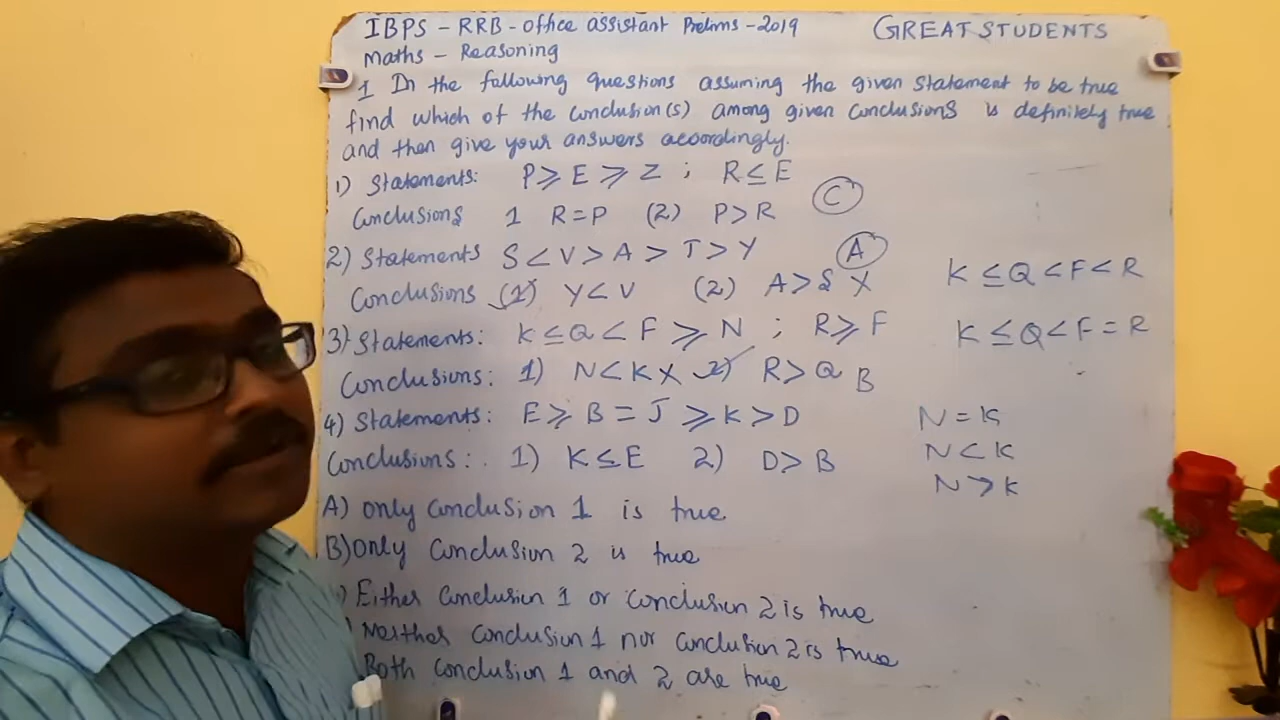 IBPS - RRB - office assistant Prelims - 2019
GREAT STUDENTS
Maths - Reasoning
1 In the following questions assuming the given statement to be true
find which of the conclusion(s) among given conclusions is definitely true
and then give your answers accordingly.
1) Statements: P ⩾ E ⩾ Z ; R ≤ E
Conclusions 1 R = P (2) P > R
C
2) Statements S < V > A > T > Y
A
Conclusions (1) Y < V (2) A > S X
K ≤ Q < F < R
3) Statements: K ≤ Q < F ⩾ N ; R ⩾ F
K ≤ Q < F = R
Conclusions: 1) N < K X 2) R > Q B
4) Statements: E ⩾ B = J ⩾ K > D
N = K
Conclusions: 1) K ≤ E 2) D > B
N < K
N > K
A) only conclusion 1 is true
B) only conclusion 2 is true
) Either conclusion 1 or conclusion 2 is true
) Neither conclusion 1 nor conclusion 2 is true
Both conclusion 1 and 2 are true